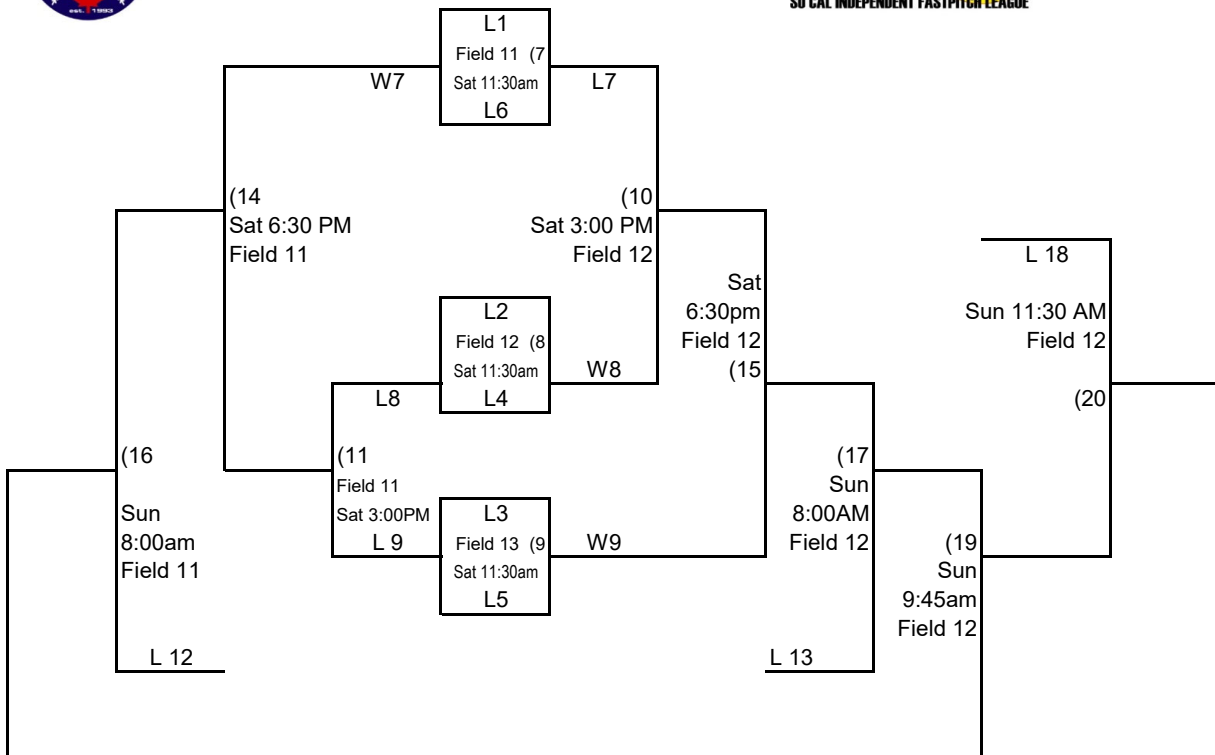 est. 1993
SO CAL INDEPENDENT FASTPITCH LEAGUE
L1
Field 11 (7
Sat 11:30am
L6
W7
L7
(14
Sat 6:30 PM
Field 11
(10
Sat 3:00 PM
Field 12
L2
Field 12 (8
Sat 11:30am
L4
L8
W8
Sat
6:30pm
Field 12
(15
L 18
Sun 11:30 AM
Field 12
(20
(16
Sun
8:00am
Field 11
(11
Field 11
Sat 3:00PM
L 9
L3
Field 13 (9
Sat 11:30am
L5
W9
(17
Sun
8:00AM
Field 12
(19
Sun
9:45am
Field 12
L 12
L 13